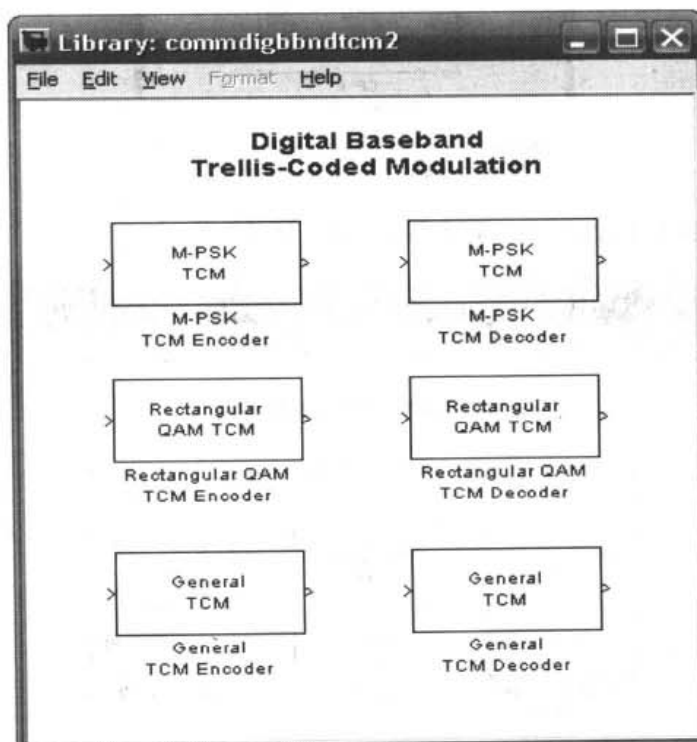 Library: commdigbbndtcm2
File Edit View Format Help
Digital Baseband
Trellis-Coded Modulation
M-PSK
TCM
M-PSK
TCM Encoder
M-PSK
TCM
M-PSK
TCM Decoder
Rectangular
QAM TCM
Rectangular QAM
TCM Encoder
Rectangular
QAM TCM
Rectangular QAM
TCM Decoder
General
TCM
General
TCM Encoder
General
TCM
General
TCM Decoder